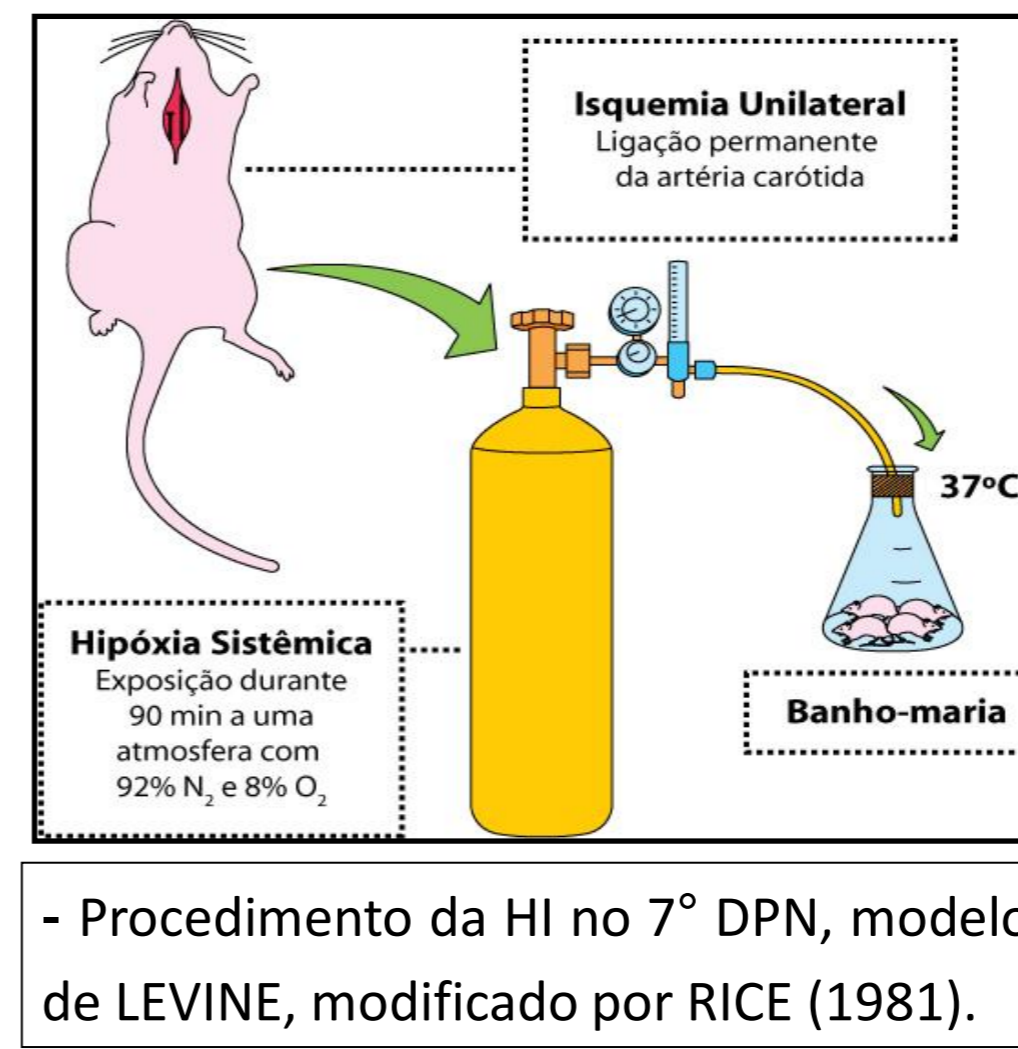 Isquemia Unilateral
Ligação permanente
da artéria carótida
37ºC
Hipóxia Sistêmica
Exposição durante
90 min a uma
atmosfera com
92% N₂ e 8% O₂
Banho-maria
- Procedimento da HI no 7° DPN, modelo
de LEVINE, modificado por RICE (1981).